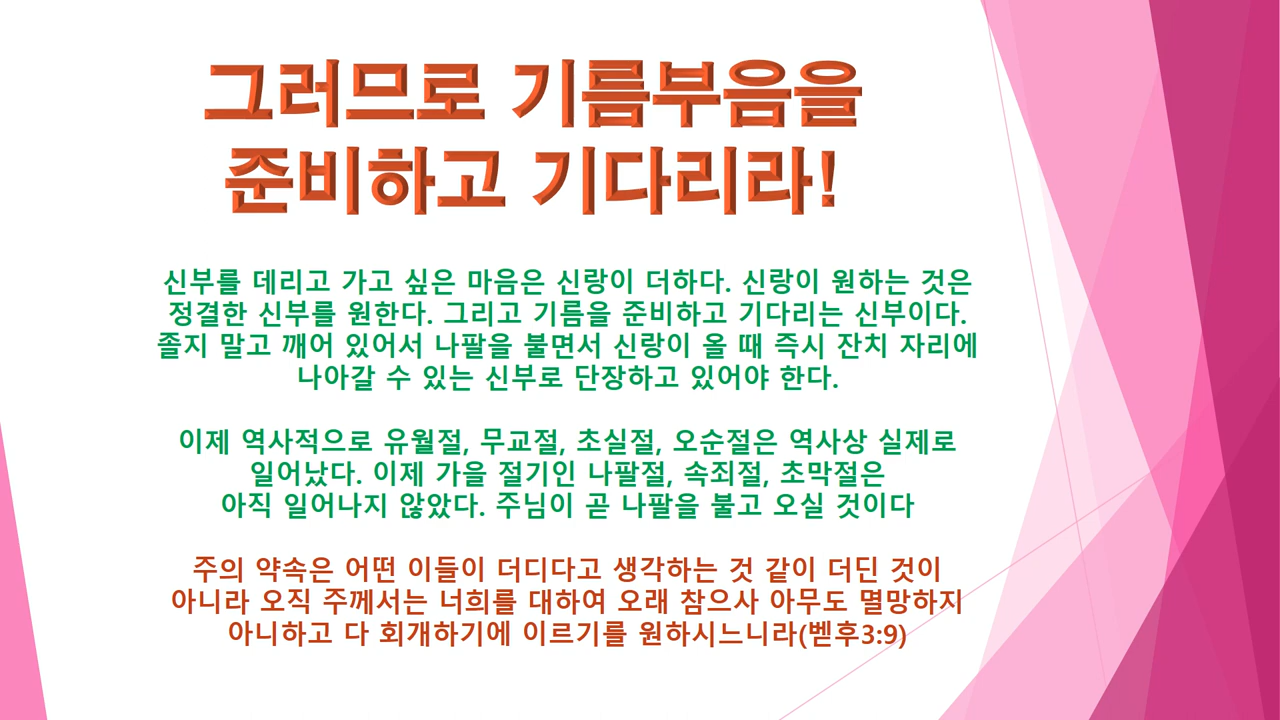 그러므로 기름부음을
준비하고 기다리라!
신부를 데리고 가고 싶은 마음은 신랑이 더하다. 신랑이 원하는 것은
정결한 신부를 원한다. 그리고 기름을 준비하고 기다리는 신부이다.
졸지 말고 깨어 있어서 나팔을 불면서 신랑이 올 때 즉시 잔치 자리에
나아갈 수 있는 신부로 단장하고 있어야 한다.
이제 역사적으로 유월절, 무교절, 초실절, 오순절은 역사상 실제로
일어났다. 이제 가을 절기인 나팔절, 속죄절, 초막절은
아직 일어나지 않았다. 주님이 곧 나팔을 불고 오실 것이다
주의 약속은 어떤 이들이 더디다고 생각하는 것 같이 더딘 것이
아니라 오직 주께서는 너희를 대하여 오래 참으사 아무도 멸망하지
아니하고 다 회개하기에 이르기를 원하시느니라(벧후3:9)